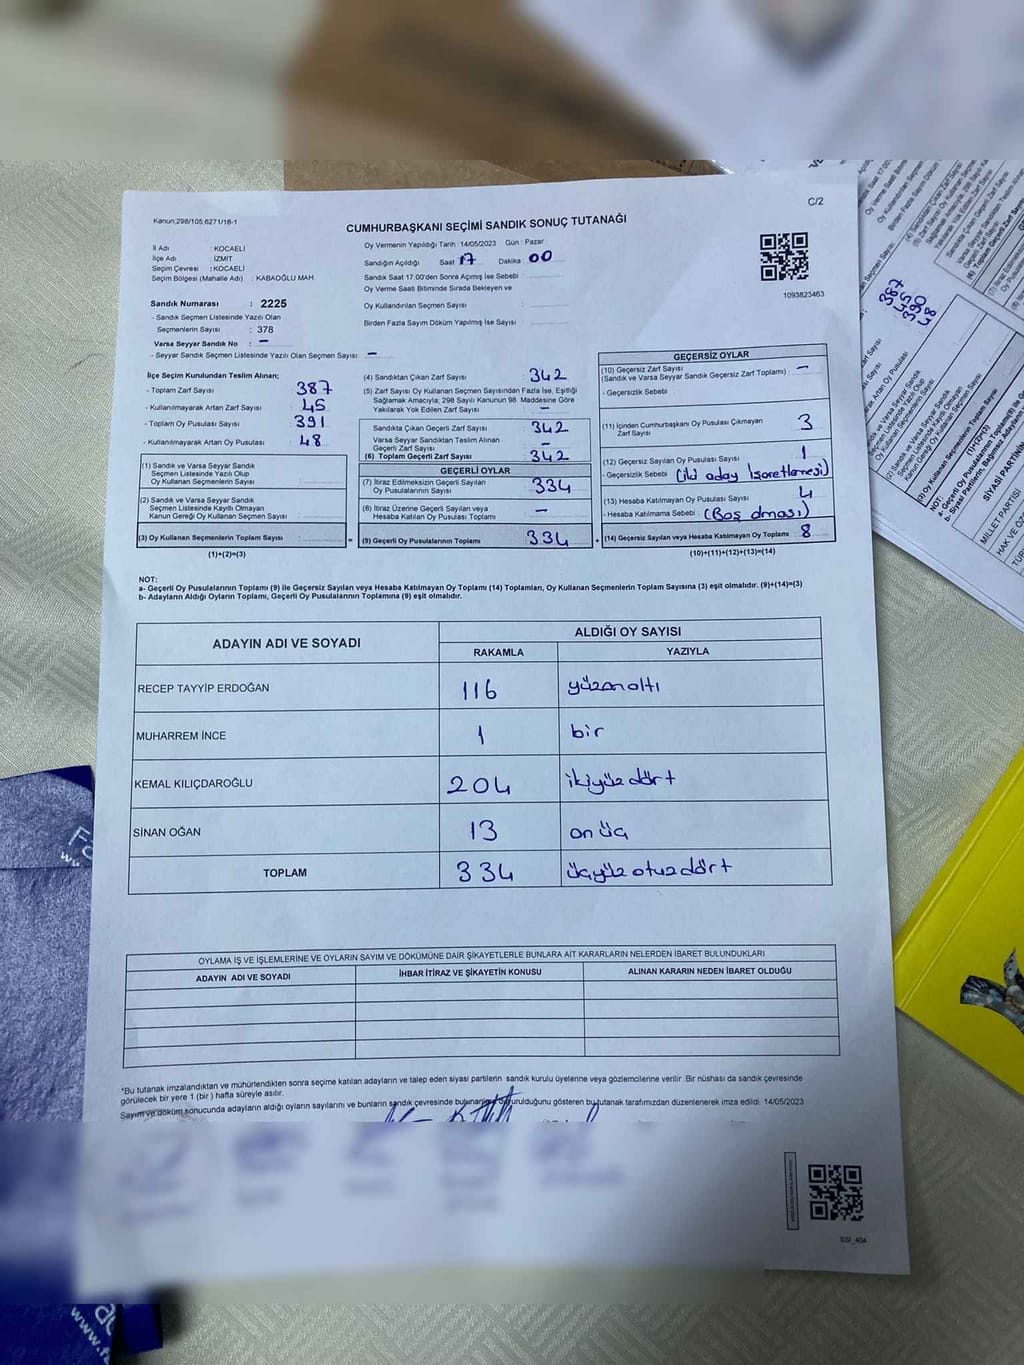 C/2
Kanun:298/105,6271/16-1
CUMHURBAŞKANI SEÇİMİ SANDIK SONUÇ TUTANAĞI
İl Adı : KOCAELİ
İlçe Adı : İZMİT
Seçim Çevresi : KOCAELİ
Seçim Bölgesi (Mahalle Adı) : KABAOĞLU MAH.
Sandık Numarası : 2225
- Sandık Seçmen Listesinde Yazılı Olan
Seçmenlerin Sayısı : 378
Varsa Seyyar Sandık No : –
- Seyyar Sandık Seçmen Listesinde Yazılı Olan Seçmen Sayısı : –
Oy Vermenin Yapıldığı Tarih : 14/05/2023 Gün : Pazar
Sandığın Açıldığı Saat 17 Dakika 00
Sandık Saat 17:00'den Sonra Açılmış İse Sebebi :
Oy Verme Saati Bitiminde Sırada Bekleyen ve
Oy Kullandırılan Seçmen Sayısı :
Birden Fazla Sayım Döküm Yapılmış İse Sayısı :
1093823463
İlçe Seçim Kurulundan Teslim Alınan;
- Toplam Zarf Sayısı : 387
- Kullanılmayarak Artan Zarf Sayısı : 45
- Toplam Oy Pusulası Sayısı : 391
- Kullanılmayarak Artan Oy Pusulası : 48
(1) Sandık ve Varsa Seyyar Sandık
Seçmen Listesinde Yazılı Olup
Oy Kullanan Seçmenlerin Sayısı :
(2) Sandık ve Varsa Seyyar Sandık
Seçmen Listesinde Kayıtlı Olmayan
Kanun Gereği Oy Kullanan Seçmen Sayısı :
(3) Oy Kullanan Seçmenlerin Toplam Sayısı :
(1)+(2)=(3)
(4) Sandıktan Çıkan Zarf Sayısı : 342
(5) Zarf Sayısı Oy Kullanan Seçmen Sayısından Fazla İse, Eşitliği
Sağlamak Amacıyla; 298 Sayılı Kanunun 98. Maddesine Göre
Yakılarak Yok Edilen Zarf Sayısı : –
Sandıkta Çıkan Geçerli Zarf Sayısı : 342
Varsa Seyyar Sandıktan Teslim Alınan
Geçerli Zarf Sayısı : –
(6) Toplam Geçerli Zarf Sayısı : 342
GEÇERLİ OYLAR
(7) İtiraz Edilmeksizin Geçerli Sayılan
Oy Pusulalarının Sayısı : 334
(8) İtiraz Üzerine Geçerli Sayılan veya
Hesaba Katılan Oy Pusulası Toplamı : –
= (9) Geçerli Oy Pusulalarının Toplamı : 334
GEÇERSİZ OYLAR
(10) Geçersiz Zarf Sayısı
(Sandık ve Varsa Seyyar Sandık Geçersiz Zarf Toplamı) : –
- Geçersizlik Sebebi :
(11) İçinden Cumhurbaşkanı Oy Pusulası Çıkmayan
Zarf Sayısı : 3
(12) Geçersiz Sayılan Oy Pusulası Sayısı : 1
- Geçersizlik Sebebi : (iki aday işaretlemesi)
(13) Hesaba Katılmayan Oy Pusulası Sayısı : 4
- Hesaba Katılmama Sebebi : (Boş olması)
+ (14) Geçersiz Sayılan veya Hesaba Katılmayan Oy Toplamı : 8
(10)+(11)+(12)+(13)=(14)
NOT:
a- Geçerli Oy Pusulalarının Toplamı (9) ile Geçersiz Sayılan veya Hesaba Katılmayan Oy Toplamı (14) Toplamları, Oy Kullanan Seçmenlerin Toplam Sayısına (3) eşit olmalıdır. (9)+(14)=(3)
b- Adayların Aldığı Oyların Toplamı, Geçerli Oy Pusulalarının Toplamına (9) eşit olmalıdır.
ADAYIN ADI VE SOYADI ALDIĞI OY SAYISI
RAKAMLA YAZIYLA
RECEP TAYYİP ERDOĞAN 116 yüzonaltı
MUHARREM İNCE 1 bir
KEMAL KILIÇDAROĞLU 204 ikiyüzdört
SİNAN OĞAN 13 onüç
TOPLAM 334 üçyüzotuzdört
OYLAMA İŞ VE İŞLEMLERİNE VE OYLARIN SAYIM VE DÖKÜMÜNE DAİR ŞİKAYETLERLE BUNLARA AİT KARARLARIN NELERDEN İBARET BULUNDUKLARI
ADAYIN ADI VE SOYADI İHBAR İTİRAZ VE ŞİKAYETİN KONUSU ALINAN KARARIN NEDEN İBARET OLDUĞU
*Bu tutanak imzalandıktan ve mühürlendikten sonra seçime katılan adayların ve talep eden siyasi partilerin sandık kurulu üyelerine veya gözlemcilerine verilir. Bir nüshası da sandık çevresinde
görülecek bir yere 1 (bir) hafta süreyle asılır.
Sayım ve döküm sonucunda adayların aldığı oyların sayılarını ve bunların sandık çevresinde bulunanlara duyurulduğunu gösteren bu tutanak tarafımızdan düzenlenerek imza edildi. 14/05/2023
SSI_404
387
45
390
48